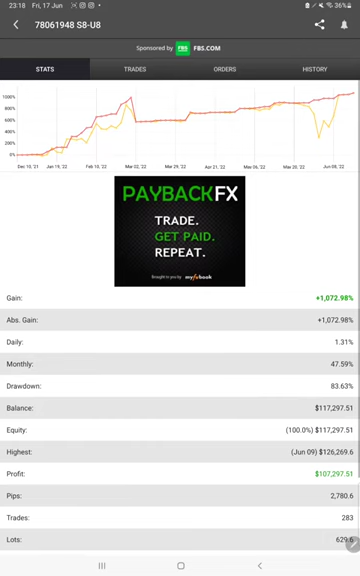 23:18 Fri, 17 Jun 36%
78061948 S8-U8
Sponsored by FBS FBS.COM
STATS TRADES ORDERS HISTORY
1000%
800%
600%
400%
200%
0%
Dec 10, '21 Jan 19, '22 Feb 10, '22 Mar 03, '22 Mar 29, '22 Apr 21, '22 May 06, '22 May 20, '22 Jun 08, '22
PAYBACKFX
TRADE.
GET PAID.
REPEAT.
Brought to you by myfxbook
Gain: +1,072.98%
Abs. Gain: +1,072.98%
Daily: 1.31%
Monthly: 47.59%
Drawdown: 83.63%
Balance: $117,297.51
Equity: (100.0%) $117,297.51
Highest: (Jun 09) $126,269.6
Profit: $107,297.51
Pips: 2,780.6
Trades: 283
Lots: 629.6